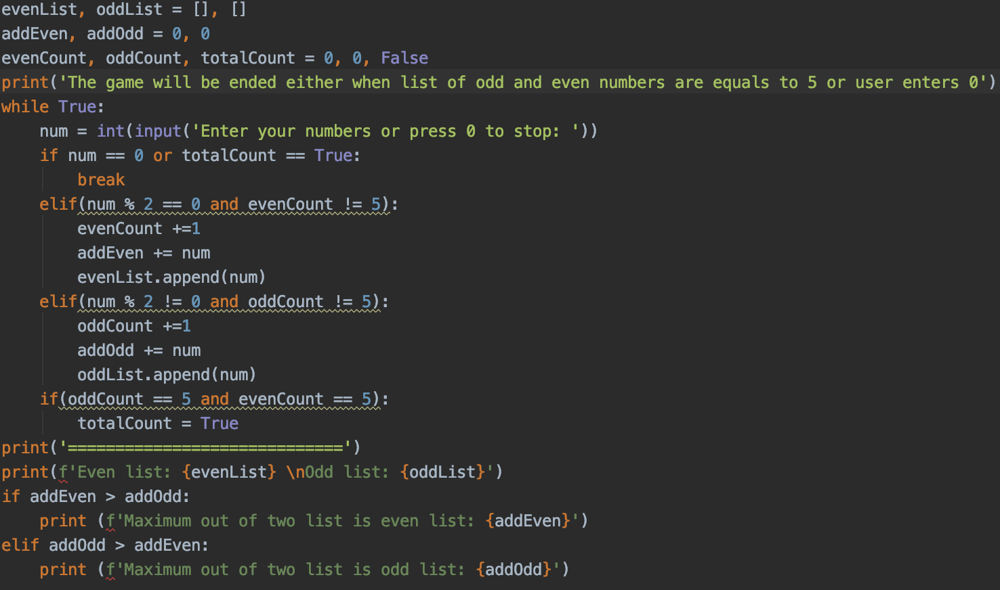 evenList, oddList = [], []
addEven, addOdd = 0, 0
evenCount, oddCount, totalCount = 0, 0, False
print('The game will be ended either when list of odd and even numbers are equals to 5 or user enters 0')
while True:
    num = int(input('Enter your numbers or press 0 to stop: '))
    if num == 0 or totalCount == True:
        break
    elif(num % 2 == 0 and evenCount != 5):
        evenCount +=1
        addEven += num
        evenList.append(num)
    elif(num % 2 != 0 and oddCount != 5):
        oddCount +=1
        addOdd += num
        oddList.append(num)
    if(oddCount == 5 and evenCount == 5):
        totalCount = True
print('=============================')
print(f'Even list: {evenList} \nOdd list: {oddList}')
if addEven > addOdd:
    print (f'Maximum out of two list is even list: {addEven}')
elif addOdd > addEven:
    print (f'Maximum out of two list is odd list: {addOdd}')